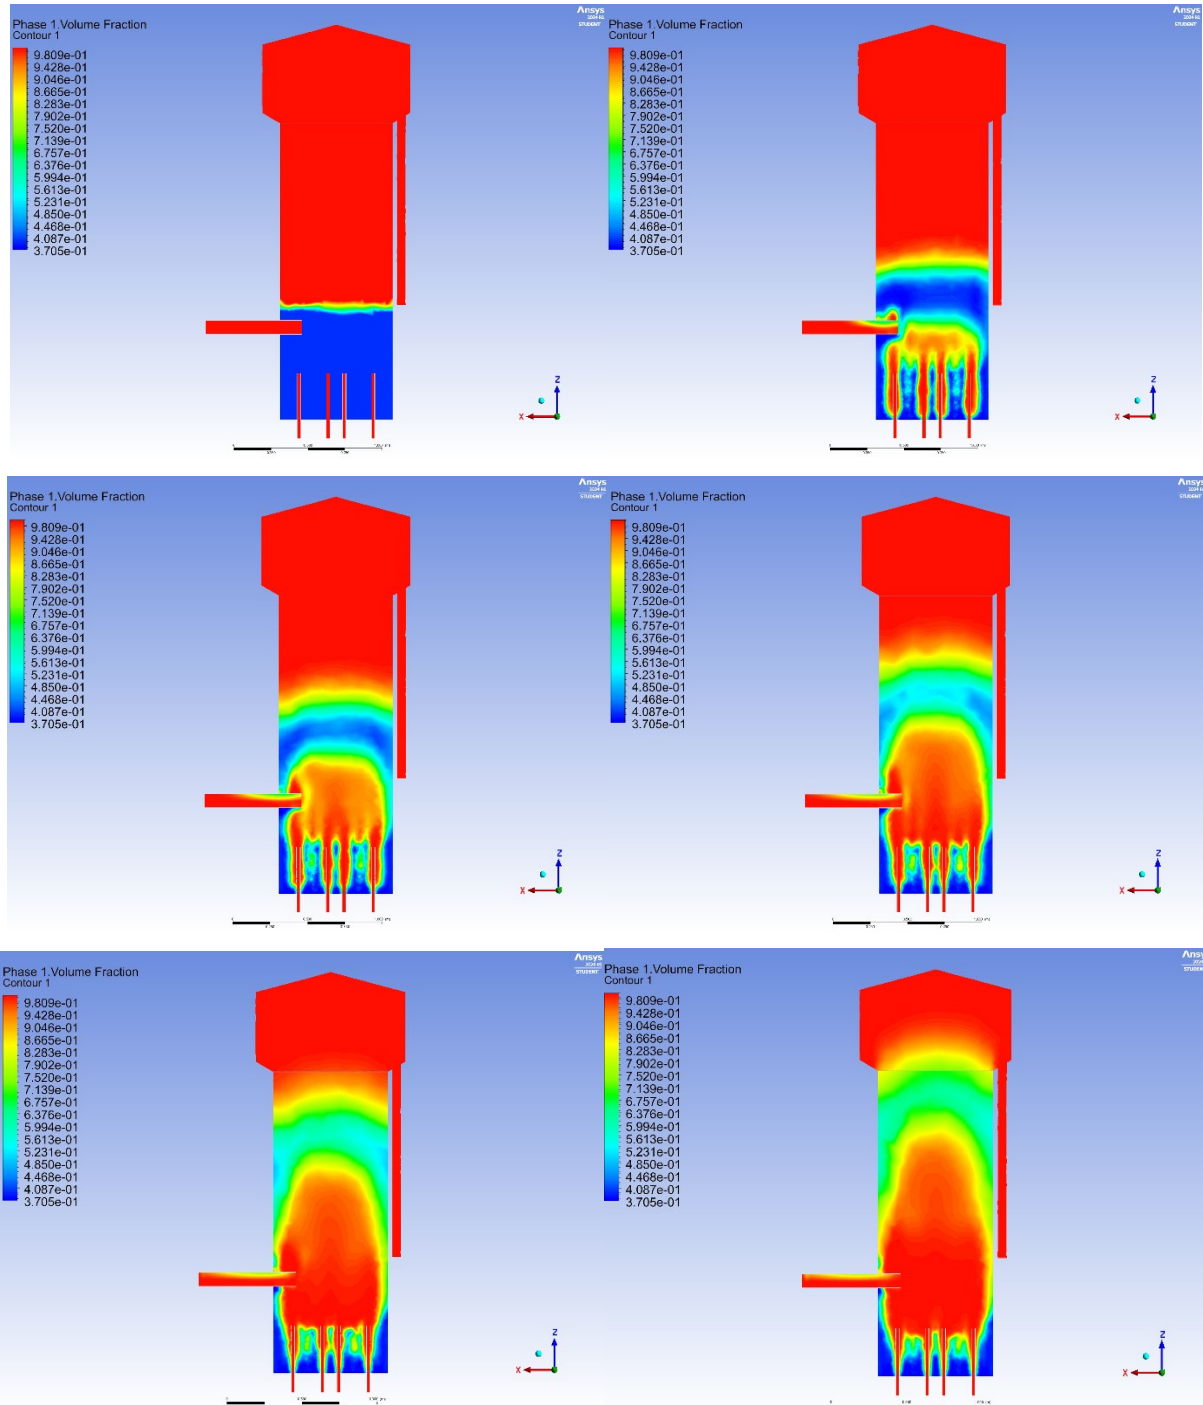 Phase 1.Volume Fraction
Contour 1
9.809e-01
9.428e-01
9.046e-01
8.665e-01
8.283e-01
7.902e-01
7.520e-01
7.139e-01
6.757e-01
6.376e-01
5.994e-01
5.613e-01
5.231e-01
4.850e-01
4.468e-01
4.087e-01
3.705e-01
Ansys
2024 R1
STUDENT
Z
X
Phase 1.Volume Fraction
Contour 1
9.809e-01
9.428e-01
9.046e-01
8.665e-01
8.283e-01
7.902e-01
7.520e-01
7.139e-01
6.757e-01
6.376e-01
5.994e-01
5.613e-01
5.231e-01
4.850e-01
4.468e-01
4.087e-01
3.705e-01
Ansys
2024 R1
STUDENT
Z
X
Phase 1.Volume Fraction
Contour 1
9.809e-01
9.428e-01
9.046e-01
8.665e-01
8.283e-01
7.902e-01
7.520e-01
7.139e-01
6.757e-01
6.376e-01
5.994e-01
5.613e-01
5.231e-01
4.850e-01
4.468e-01
4.087e-01
3.705e-01
Ansys
2024 R1
STUDENT
Z
X
Phase 1.Volume Fraction
Contour 1
9.809e-01
9.428e-01
9.046e-01
8.665e-01
8.283e-01
7.902e-01
7.520e-01
7.139e-01
6.757e-01
6.376e-01
5.994e-01
5.613e-01
5.231e-01
4.850e-01
4.468e-01
4.087e-01
3.705e-01
Ansys
2024 R1
STUDENT
Z
X
Phase 1.Volume Fraction
Contour 1
9.809e-01
9.428e-01
9.046e-01
8.665e-01
8.283e-01
7.902e-01
7.520e-01
7.139e-01
6.757e-01
6.376e-01
5.994e-01
5.613e-01
5.231e-01
4.850e-01
4.468e-01
4.087e-01
3.705e-01
Ansys
2024 R1
STUDENT
Z
X
Phase 1.Volume Fraction
Contour 1
9.809e-01
9.428e-01
9.046e-01
8.665e-01
8.283e-01
7.902e-01
7.520e-01
7.139e-01
6.757e-01
6.376e-01
5.994e-01
5.613e-01
5.231e-01
4.850e-01
4.468e-01
4.087e-01
3.705e-01
Ansys
2024 R1
STUDENT
Z
X